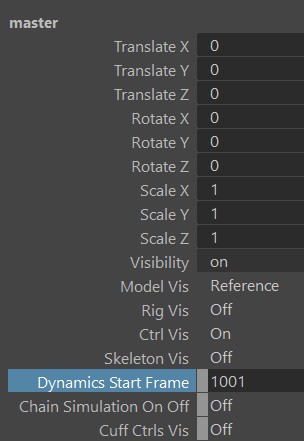 master
Translate X 0
Translate Y 0
Translate Z 0
Rotate X 0
Rotate Y 0
Rotate Z 0
Scale X 1
Scale Y 1
Scale Z 1
Visibility on
Model Vis Reference
Rig Vis Off
Ctrl Vis On
Skeleton Vis Off
Dynamics Start Frame 1001
Chain Simulation On Off Off
Cuff Ctrls Vis Off